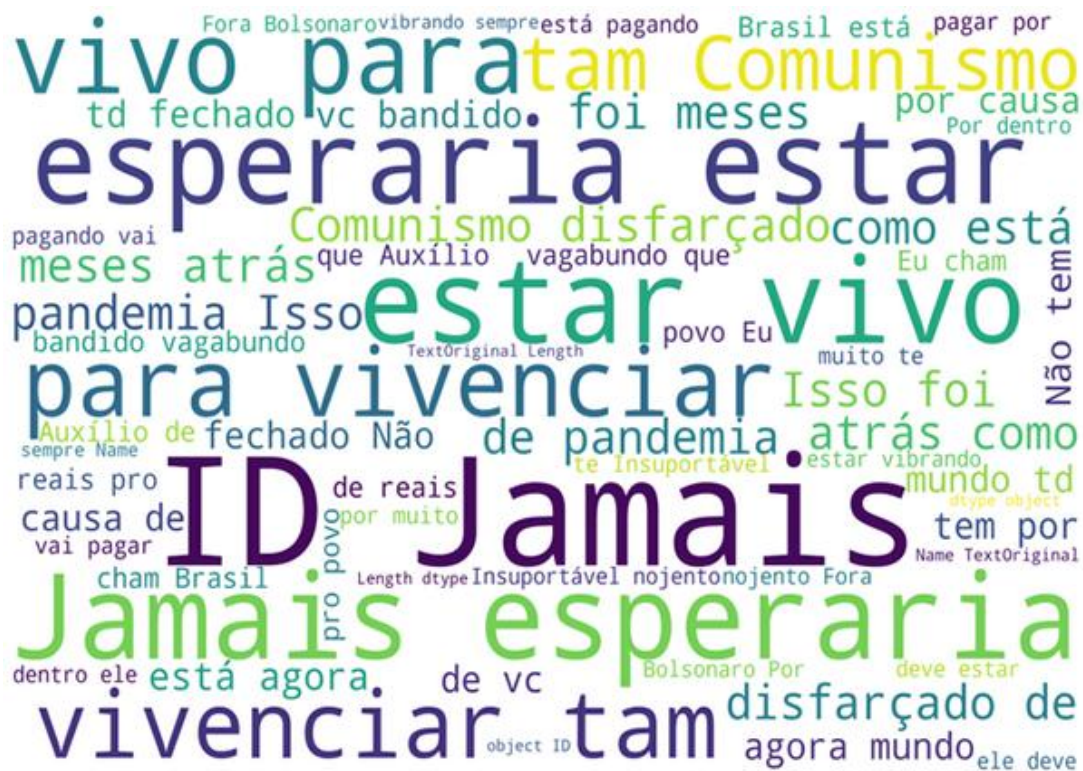 Fora Bolsonaro vibrando sempre está pagando Brasil está pagar por
vivo para tam Comunismo
td fechado vc bandido foi meses por causa
Por dentro
esperaria estar
Comunismo disfarçado como está
pagando vai
meses atrás que Auxílio vagabundo que Eu cham
estar vivo
Não tem
pandemia Isso povo Eu
bandido vagabundo TextOriginal Length muito te
para vivenciar Isso foi
Auxílio de fechado Não de pandemia atrás como
sempre Name te Insuportável estar vibrando
ID Jamais
reais pro de reais mundo td
dtype object
causa de por muito tem por
vai pagar Name TextOriginal
pro povo
cham Brasil Length dtype Insuportável nojento nojento Fora
Jamais esperaria
dentro ele está agora de vc Bolsonaro Por deve estar
vivenciar tam disfarçado de
object ID agora mundo ele deve